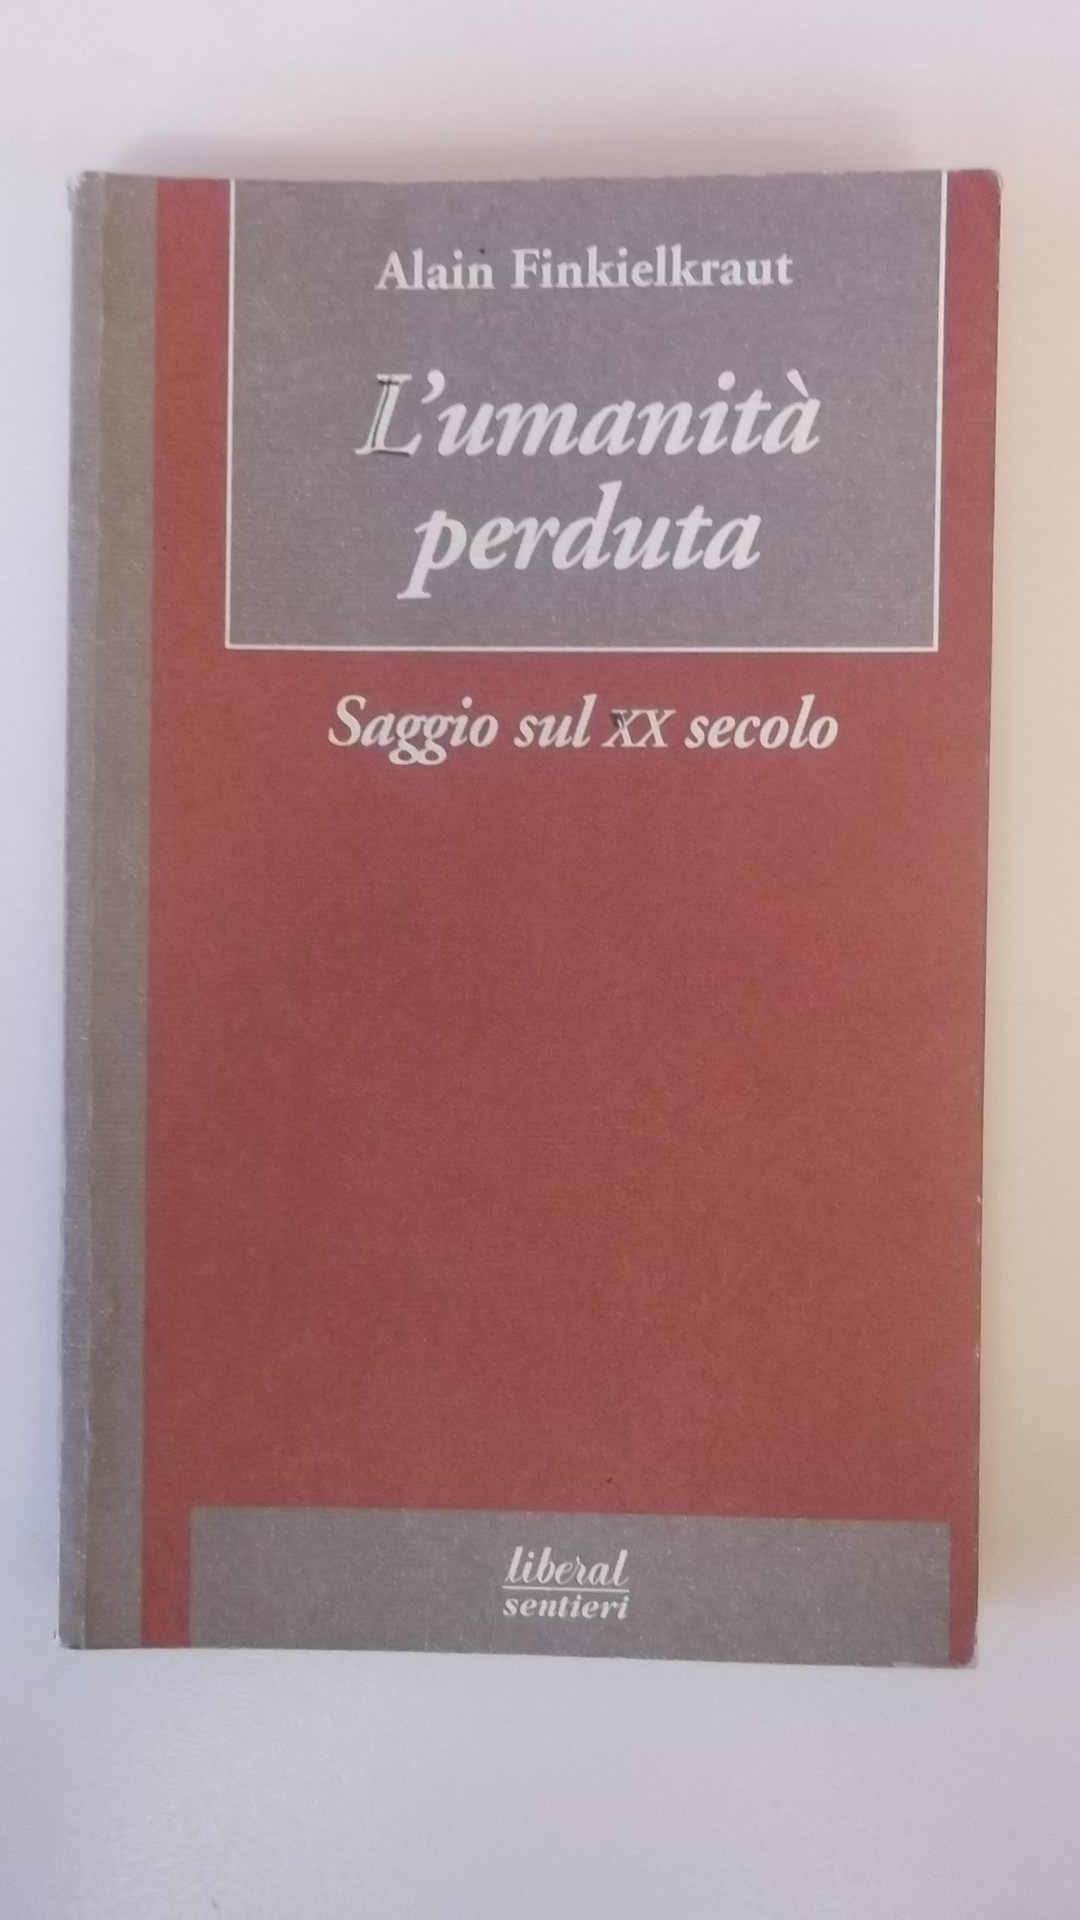 Alain Finkielkraut
L'umanità
perduta
Saggio sul XX secolo
liberal
sentieri